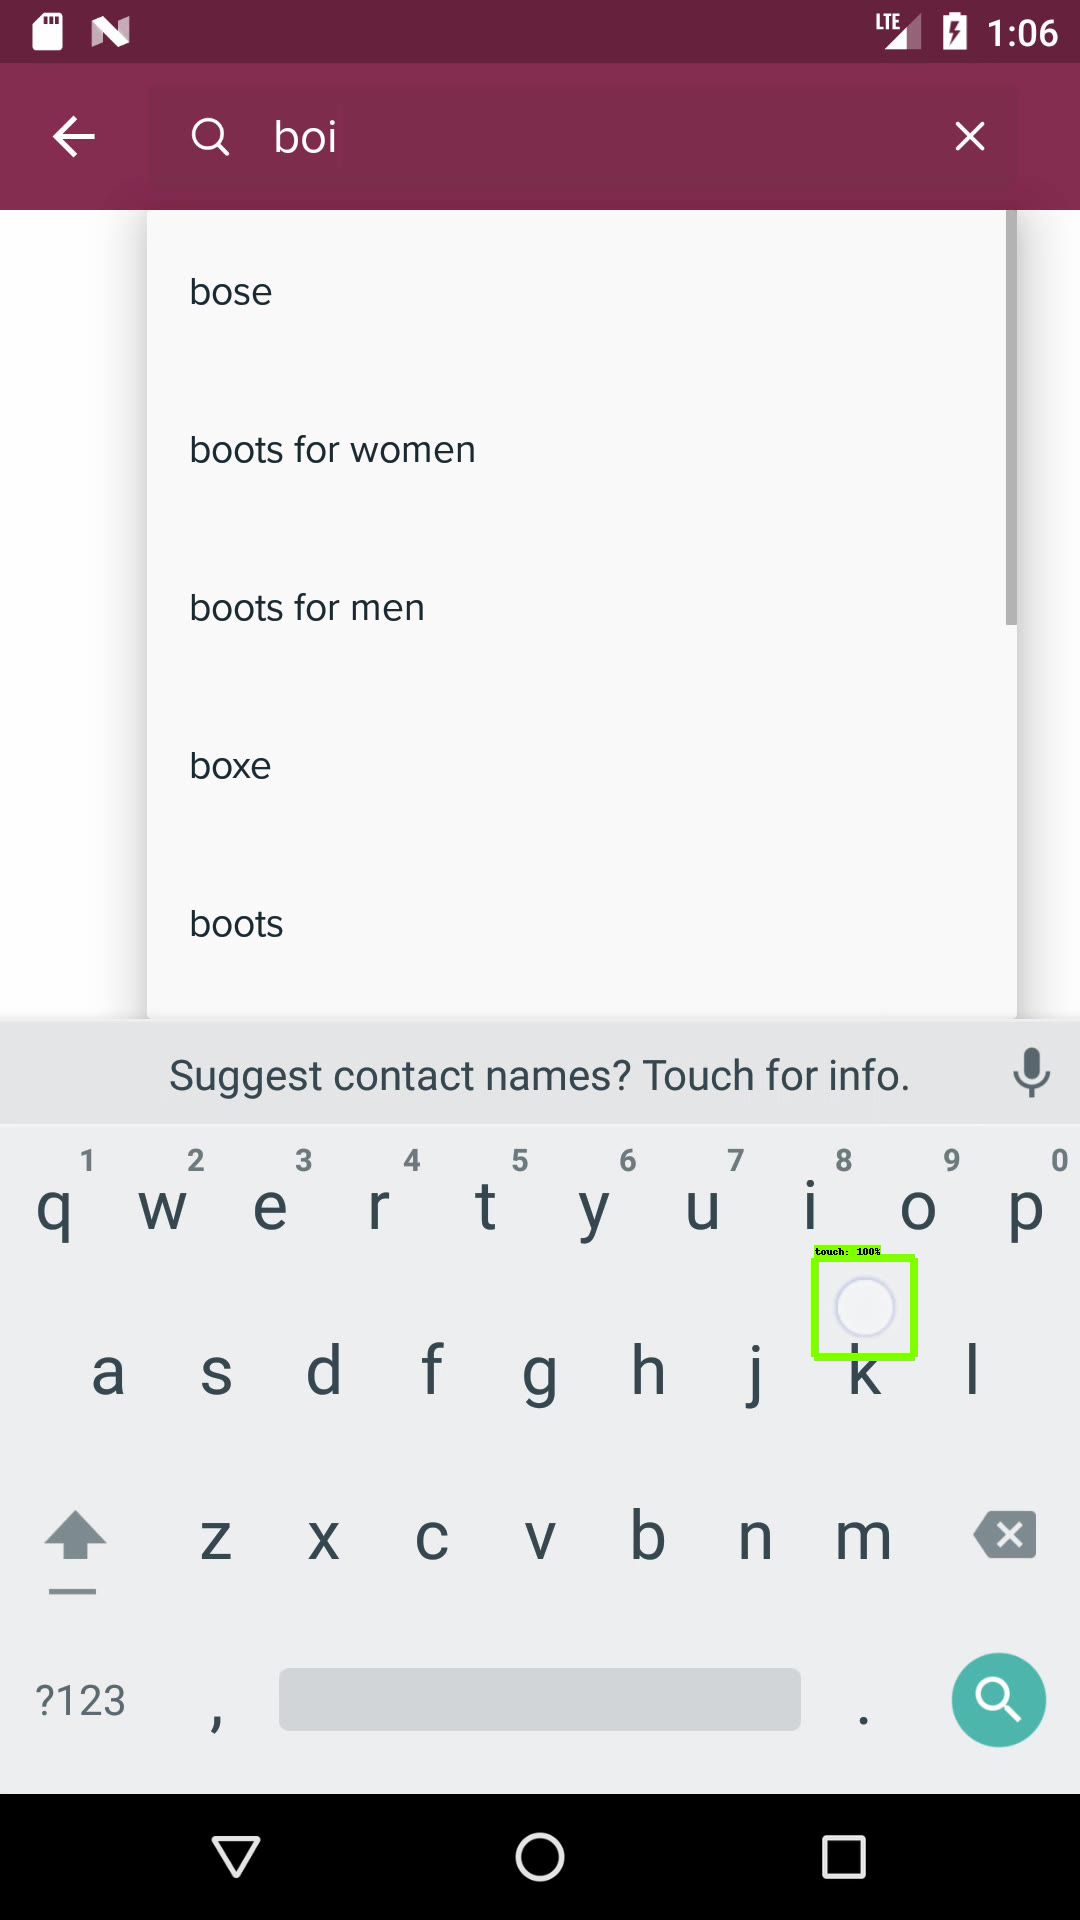 LTE 1:06
boi
bose
boots for women
boots for men
boxe
boots
Suggest contact names? Touch for info.
1 2 3 4 5 6 7 8 9 0
q w e r t y u i o p
touch: 100%
a s d f g h j k l
z x c v b n m
?123 , .